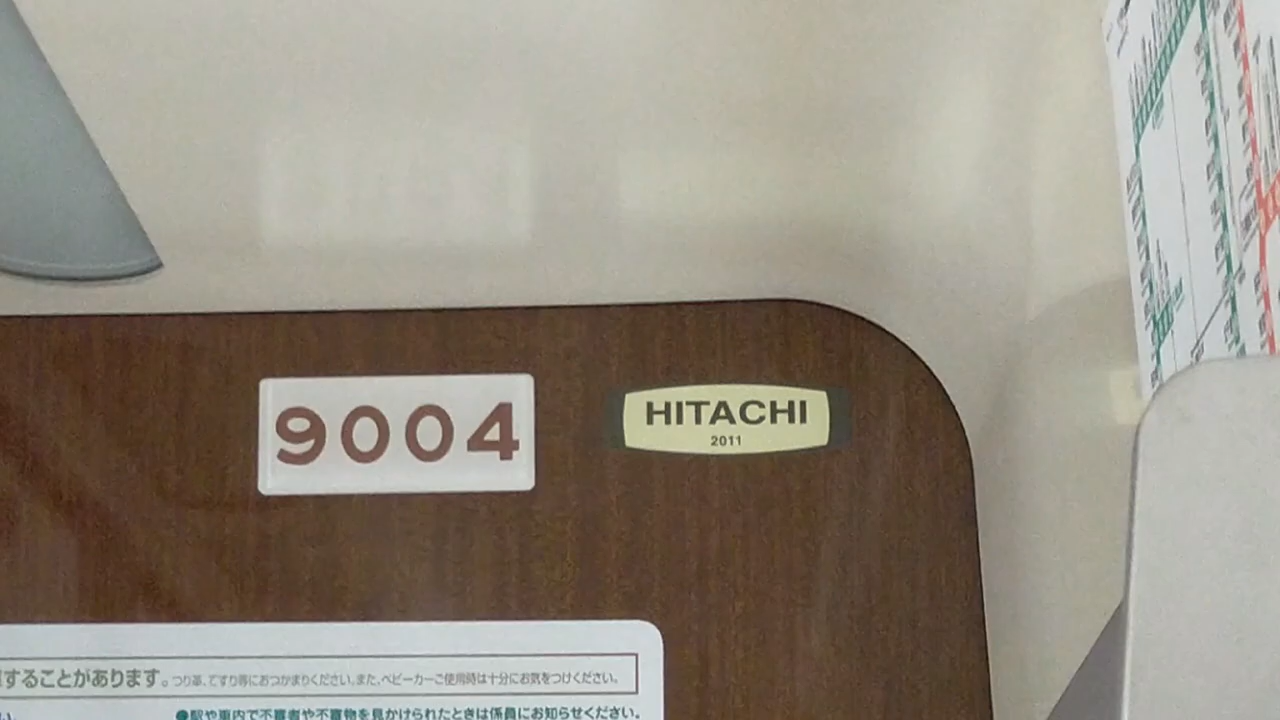 9004
HITACHI
2011
することがあります。つり革、てすり等におつかまりください。また、ベビーカーご使用時は十分にお気をつけください。
い。 ●駅や車内で不審者や不審物を見かけられたときは係員にお知らせください。